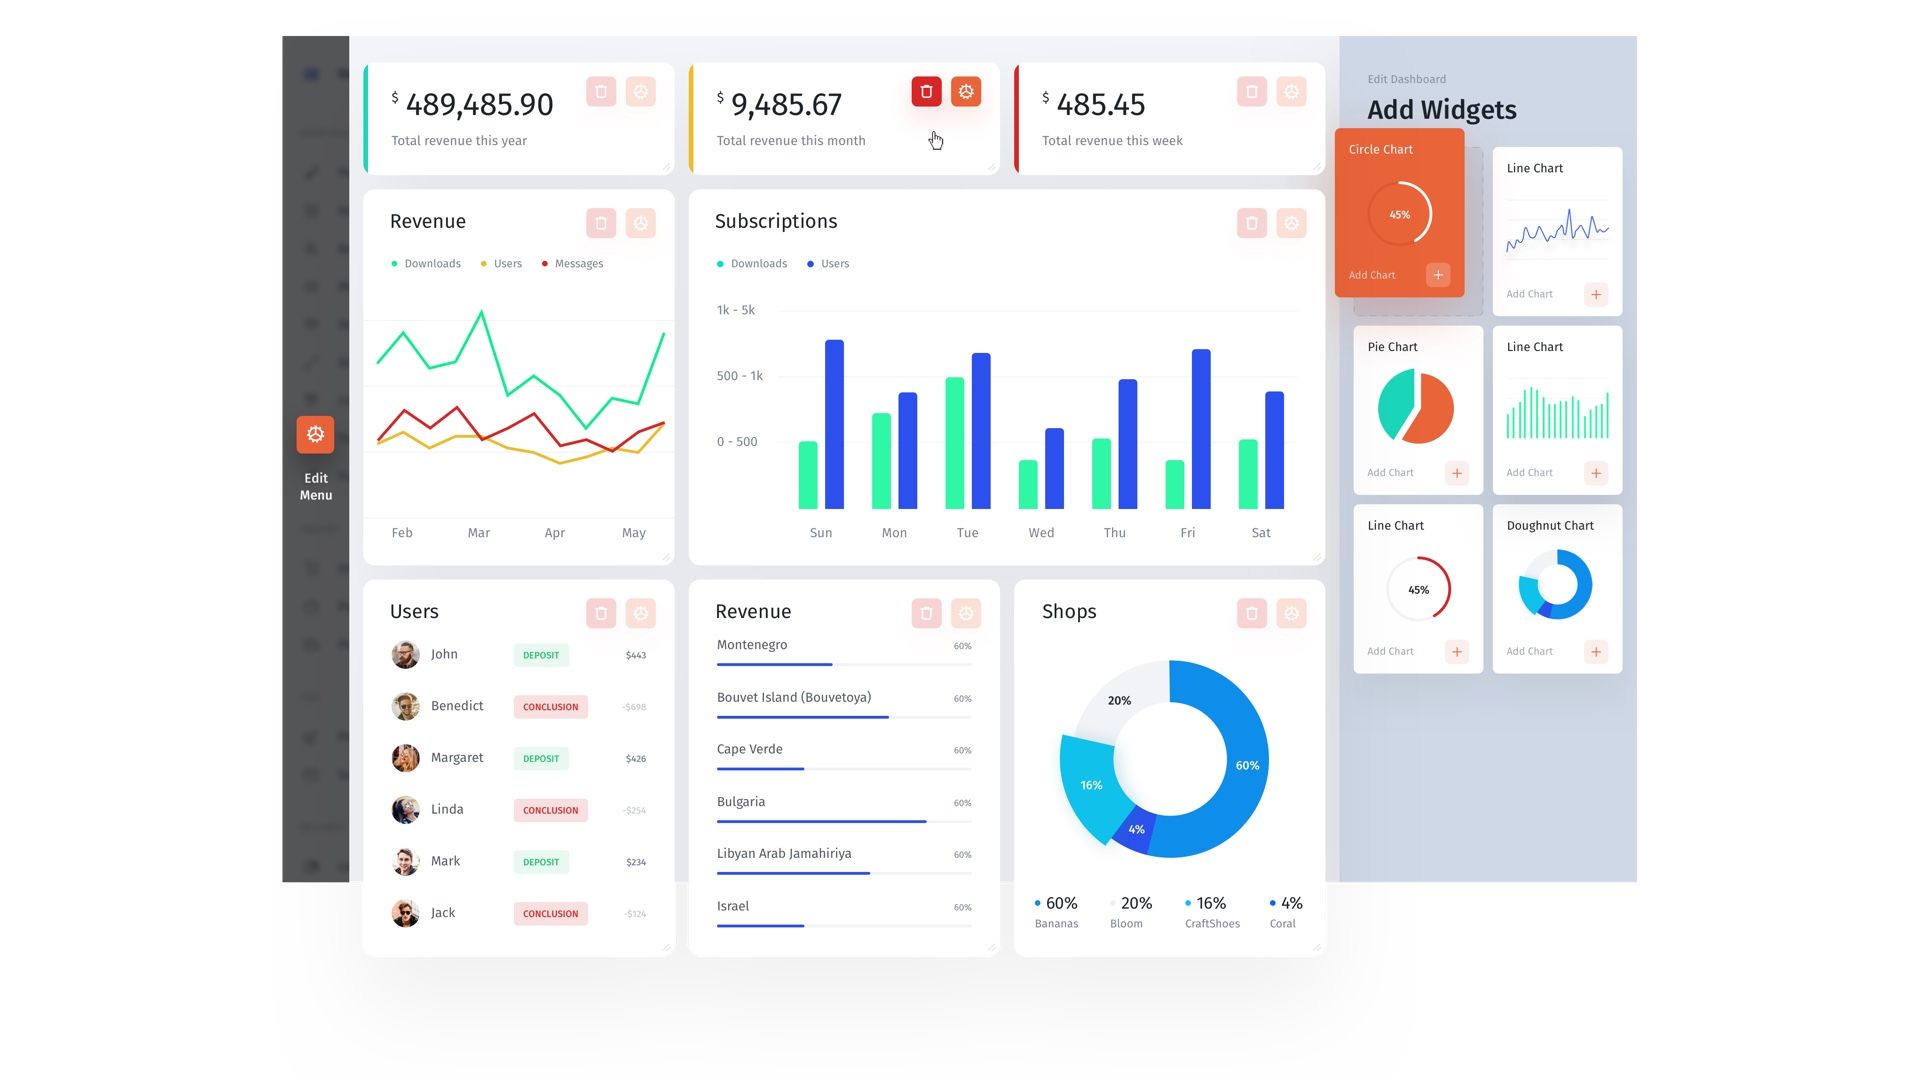 Edit
Menu
$ 489,485.90
Total revenue this year
$ 9,485.67
Total revenue this month
$ 485.45
Total revenue this week
Revenue
Downloads Users Messages
Feb Mar Apr May
Subscriptions
Downloads Users
1k - 5k
500 - 1k
0 - 500
Sun Mon Tue Wed Thu Fri Sat
Users
John DEPOSIT $443
Benedict CONCLUSION -$698
Margaret DEPOSIT $426
Linda CONCLUSION -$254
Mark DEPOSIT $234
Jack CONCLUSION -$124
Revenue
Montenegro 60%
Bouvet Island (Bouvetoya) 60%
Cape Verde 60%
Bulgaria 60%
Libyan Arab Jamahiriya 60%
Israel 60%
Shops
20%
60%
16%
4%
60% 20% 16% 4%
Bananas Bloom CraftShoes Coral
Edit Dashboard
Add Widgets
Circle Chart
45%
Add Chart
Line Chart
Add Chart
Pie Chart
Add Chart
Line Chart
Add Chart
Line Chart
45%
Add Chart
Doughnut Chart
Add Chart